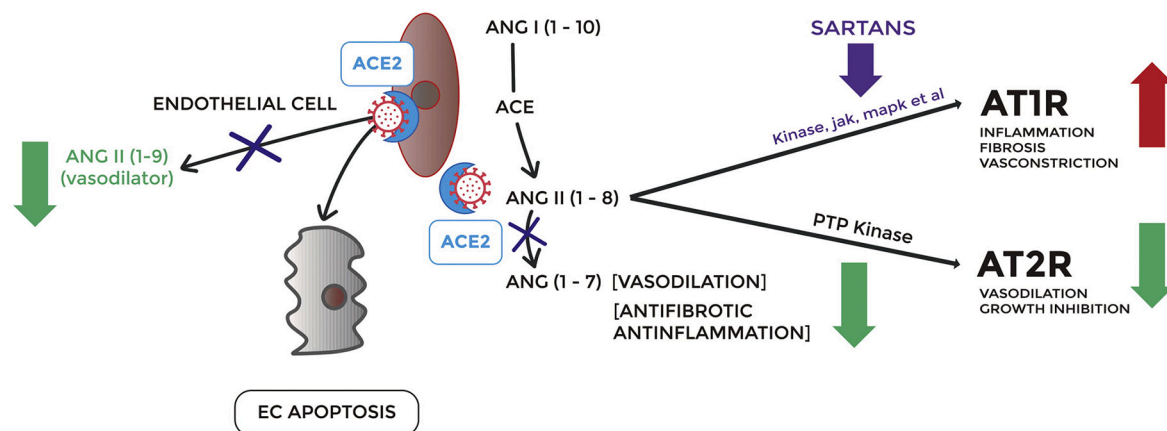 ANG I (1 - 10)
SARTANS
ACE2
ENDOTHELIAL CELL
ACE
Kinase, jak, mapk et al
AT1R
INFLAMMATION
FIBROSIS
VASCONSTRICTION
ANG II (1-9)
(vasodilator)
ANG II (1 - 8)
ACE2
PTP Kinase
AT2R
VASODILATION
GROWTH INHIBITION
ANG (1 - 7) [VASODILATION]
[ANTIFIBROTIC
ANTINFLAMMATION]
EC APOPTOSIS